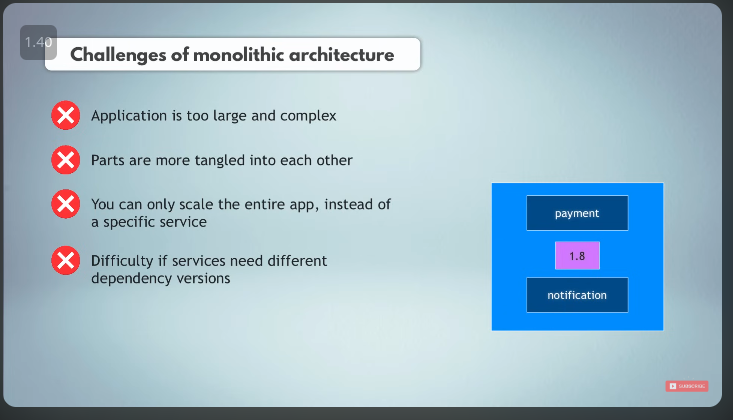 1.40
Challenges of monolithic architecture
Application is too large and complex
Parts are more tangled into each other
You can only scale the entire app, instead of
a specific service
Difficulty if services need different
dependency versions
payment
1.8
notification
SUBSCRIBE